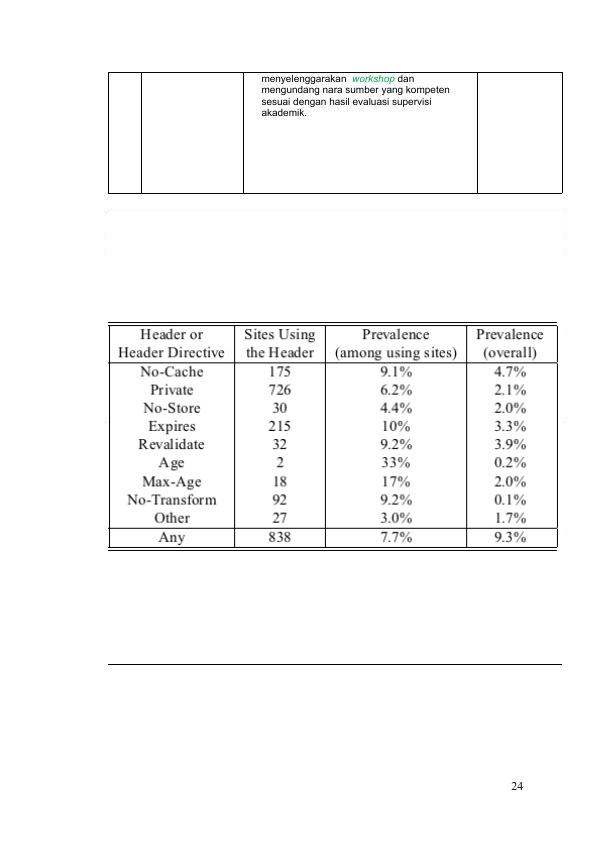 menyelenggarakan workshop dan
mengundang nara sumber yang kompeten
sesuai dengan hasil evaluasi supervisi
akademik.
Header or Sites Using Prevalence Prevalence
Header Directive the Header (among using sites) (overall)
No-Cache 175 9.1% 4.7%
Private 726 6.2% 2.1%
No-Store 30 4.4% 2.0%
Expires 215 10% 3.3%
Revalidate 32 9.2% 3.9%
Age 2 33% 0.2%
Max-Age 18 17% 2.0%
No-Transform 92 9.2% 0.1%
Other 27 3.0% 1.7%
Any 838 7.7% 9.3%
24